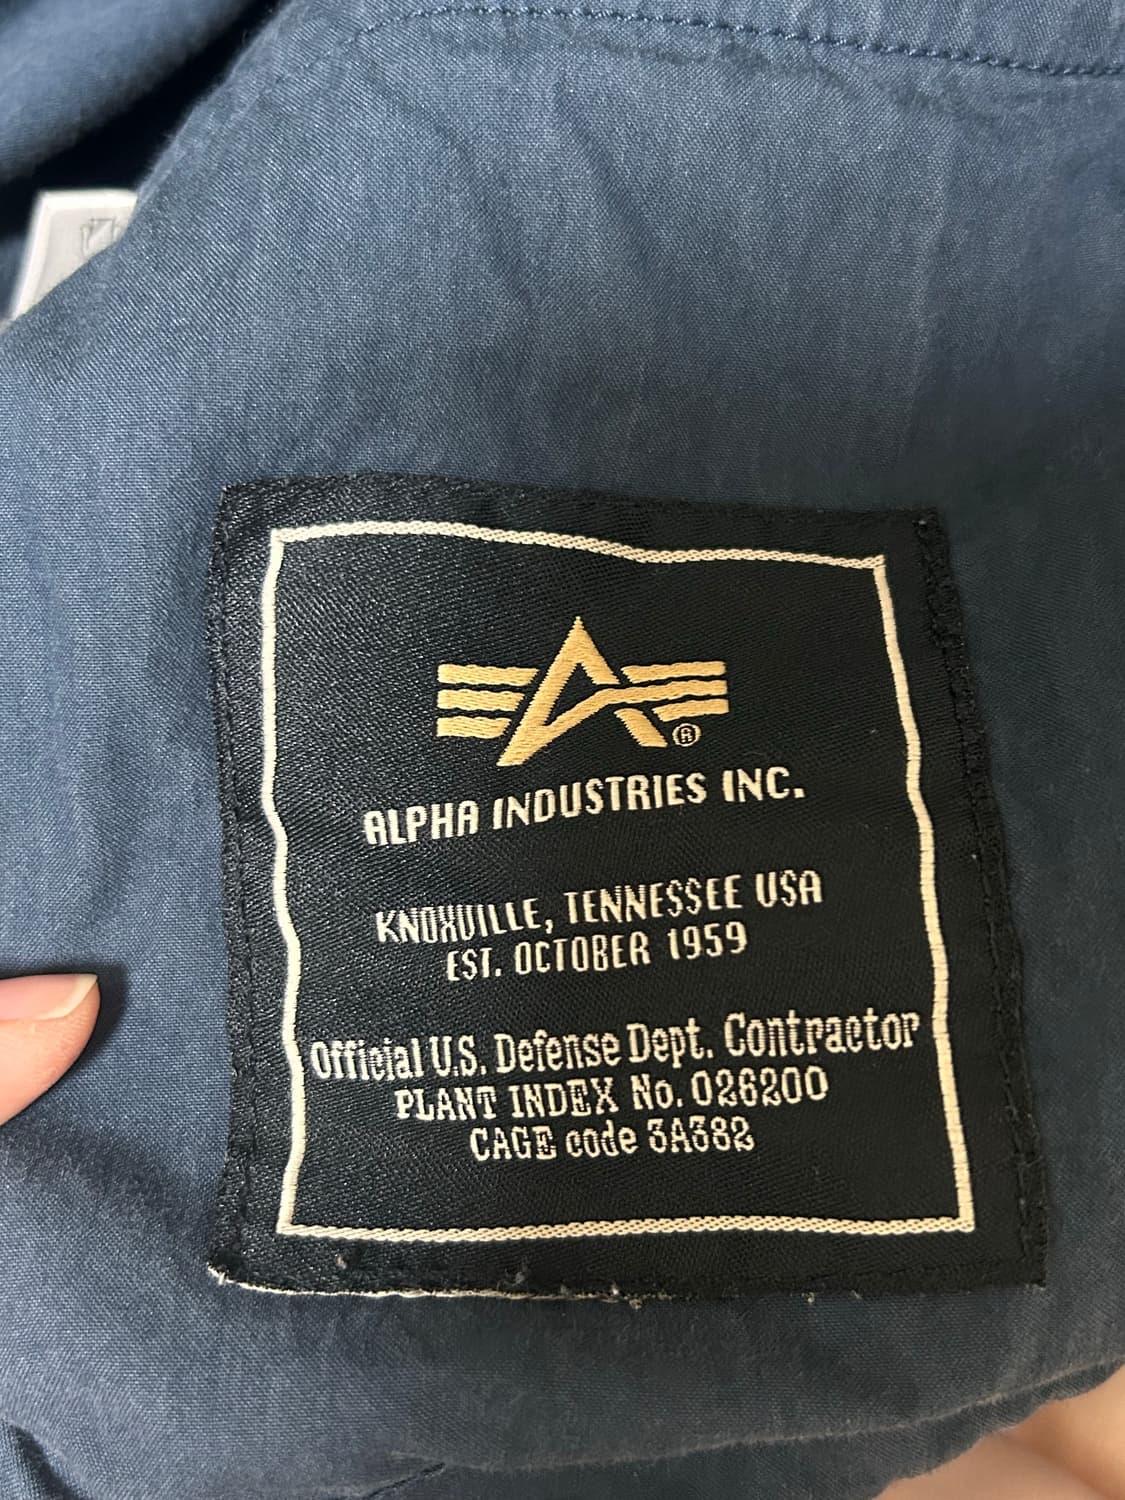 ALPHA INDUSTRIES INC.
KNOXVILLE, TENNESSEE USA
EST. OCTOBER 1959
Official U.S. Defense Dept. Contractor
PLANT INDEX No. 026200
CAGE code 3A382